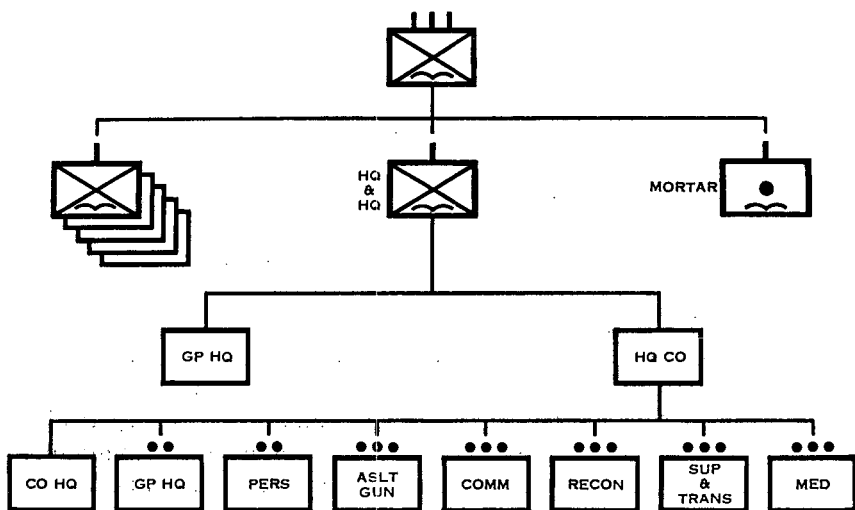 HQ
&
HQ
MORTAR
GP HQ
HQ CO
CO HQ
GP HQ
PERS
ASLT
GUN
COMM
RECON
SUP
&
TRANS
MED